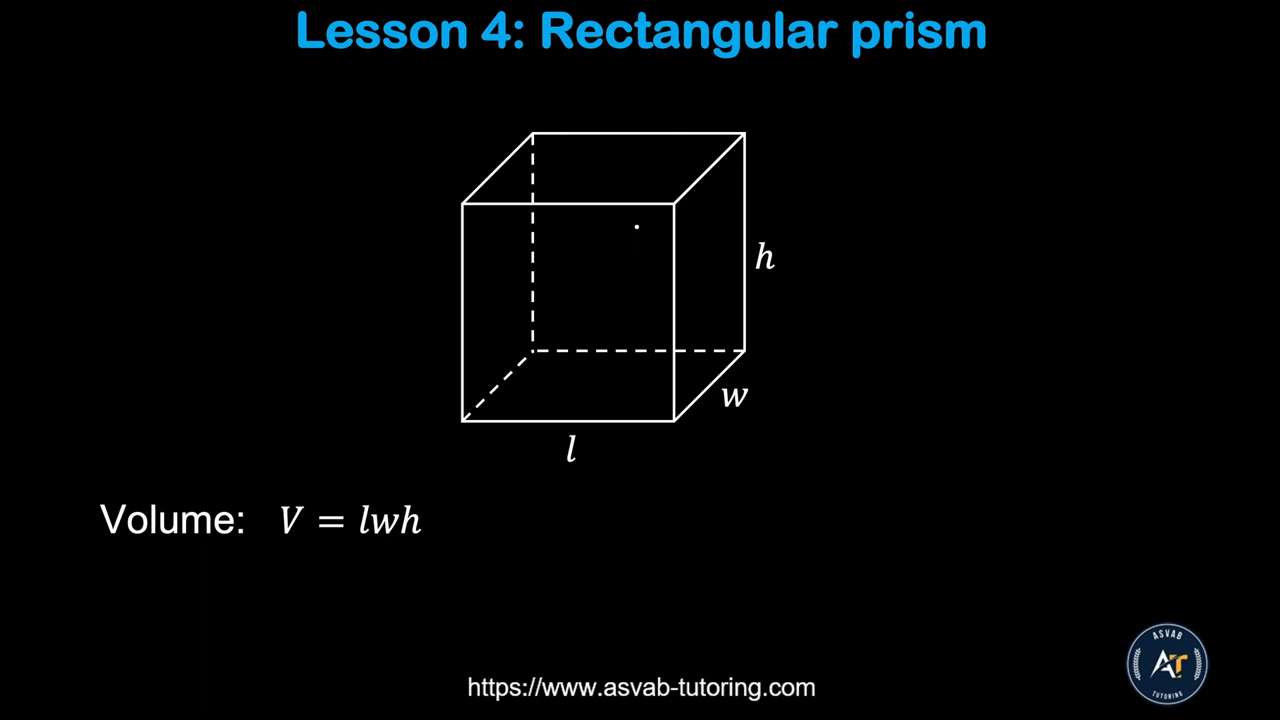 Lesson 4: Rectangular prism
h
w
l
Volume: V = lwh
ASVAB
AT
TUTORING
https://www.asvab-tutoring.com